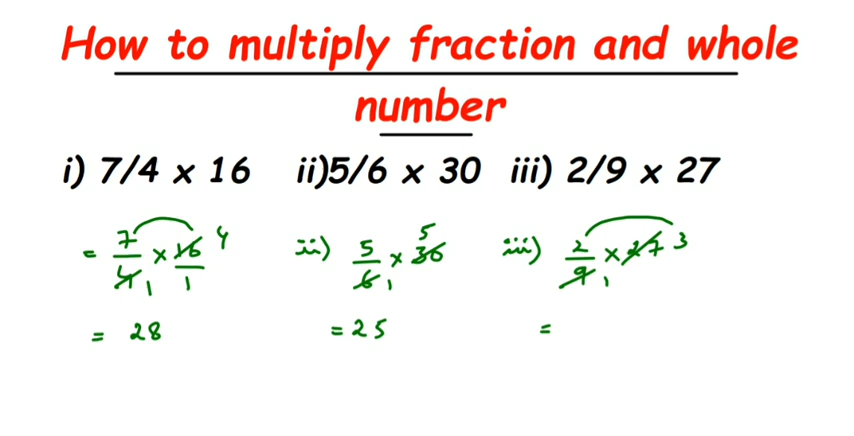 How to multiply fraction and whole
number
i) 7/4 x 16 ii)5/6 x 30 iii) 2/9 x 27
= 7/4 1 × 16/1 4 ii) 5/6 1 × 30 5 iii) 2/9 1 × 27 3
= 28 = 25 =